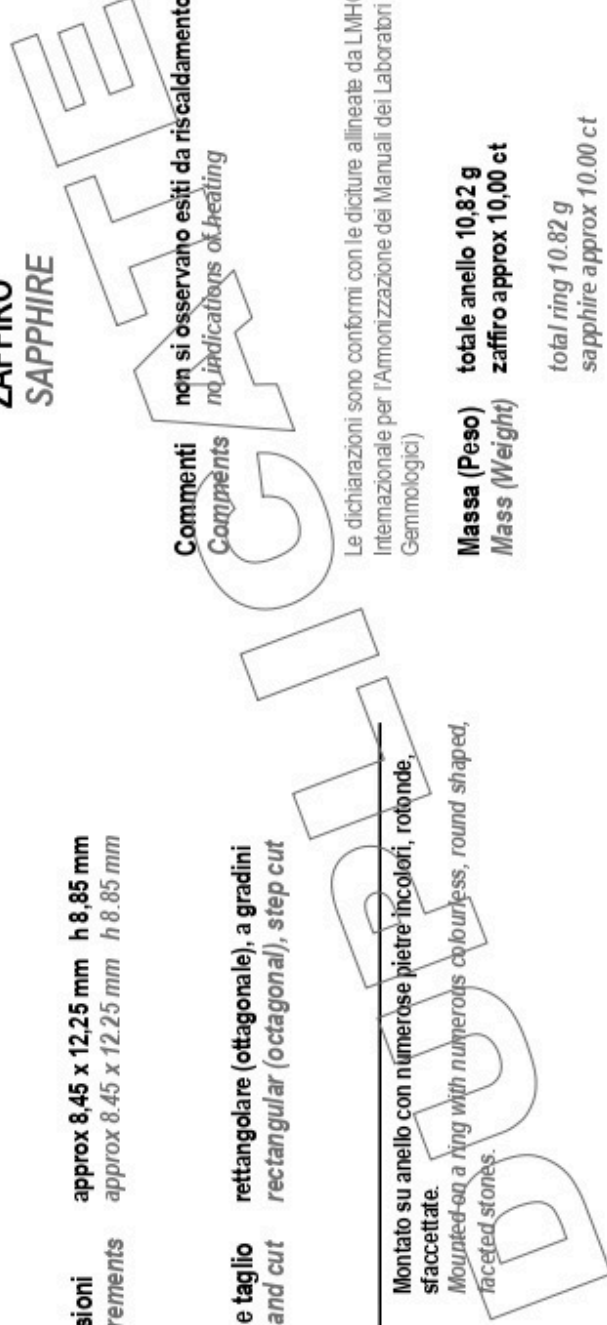 ZAFFIRO
SAPPHIRE
approx 8,45 x 12,25 mm h 8,85 mm
approx 8.45 x 12.25 mm h 8.85 mm
e taglio rettangolare (ottagonale), a gradini
and cut rectangular (octagonal), step cut
Montato su anello con numerose pietre incolori, rotonde,
sfaccettate.
Mounted on a ring with numerous colourless, round shaped,
faceted stones.
Commenti non si osservano esiti da riscaldamento
Comments no indications of heating
Le dichiarazioni sono conformi con le diciture allineate da LMHC
Internazionale per l'Armonizzazione dei Manuali dei Laboratori
Gemmologici)
Massa (Peso) totale anello 10,82 g
Mass (Weight) zaffiro approx 10,00 ct
total ring 10.82 g
sapphire approx 10.00 ct
DUPLICATE